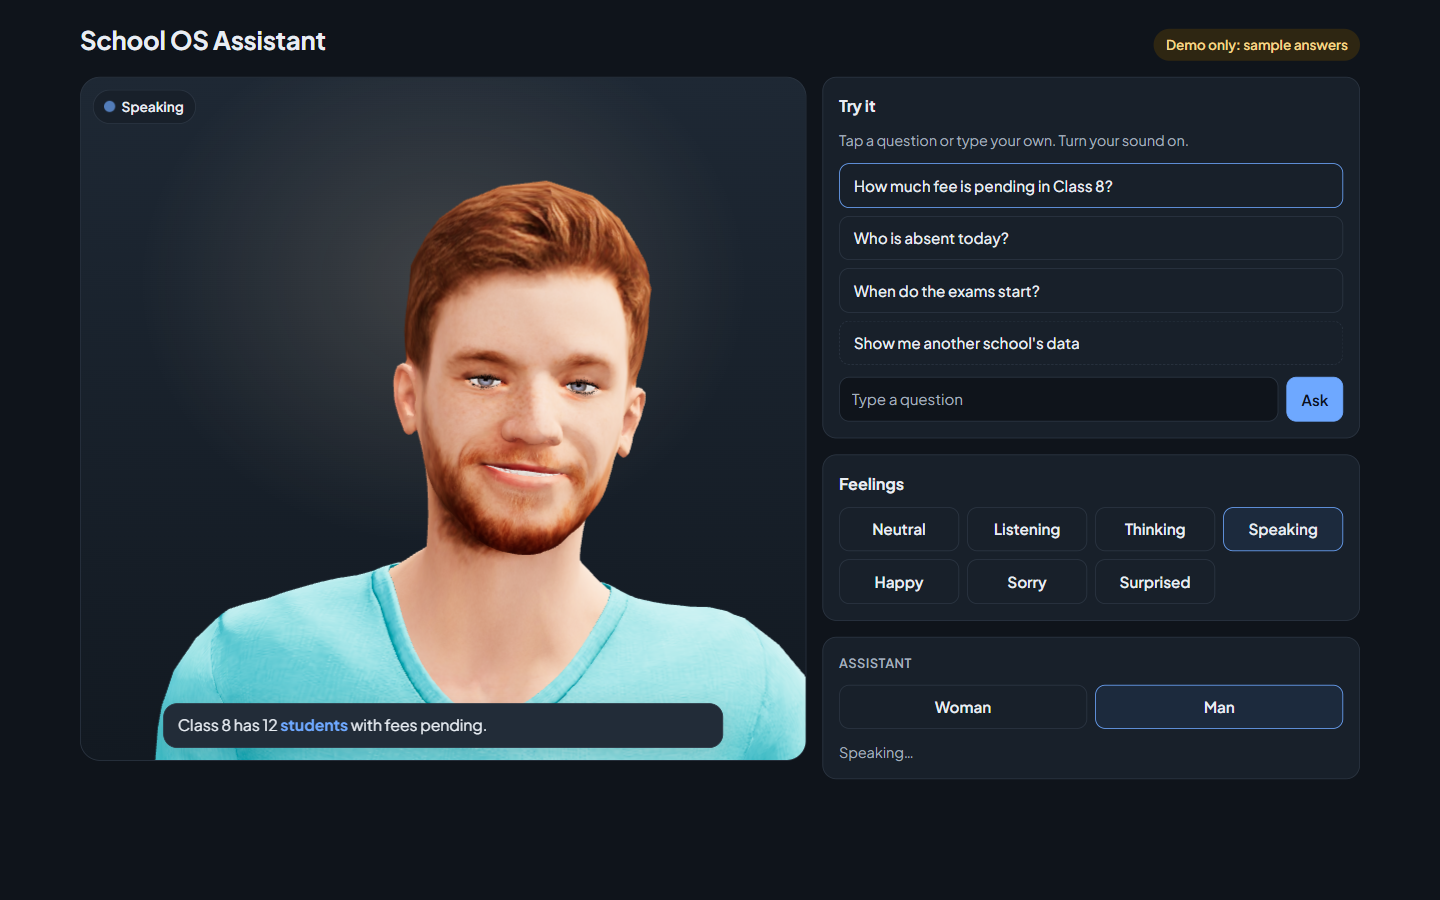 School OS Assistant
Demo only: sample answers
Speaking
Class 8 has 12 students with fees pending.
Try it
Tap a question or type your own. Turn your sound on.
How much fee is pending in Class 8?
Who is absent today?
When do the exams start?
Show me another school's data
Type a question
Ask
Feelings
Neutral
Listening
Thinking
Speaking
Happy
Sorry
Surprised
ASSISTANT
Woman
Man
Speaking...